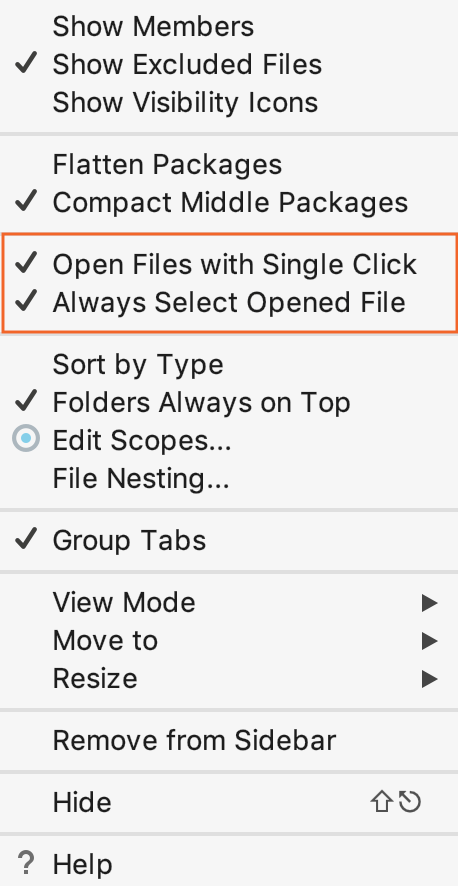 Show Members
✓ Show Excluded Files
Show Visibility Icons
Flatten Packages
✓ Compact Middle Packages
✓ Open Files with Single Click
✓ Always Select Opened File
Sort by Type
✓ Folders Always on Top
Edit Scopes...
File Nesting...
✓ Group Tabs
View Mode ▶
Move to ▶
Resize ▶
Remove from Sidebar
Hide ⇧⎋
? Help